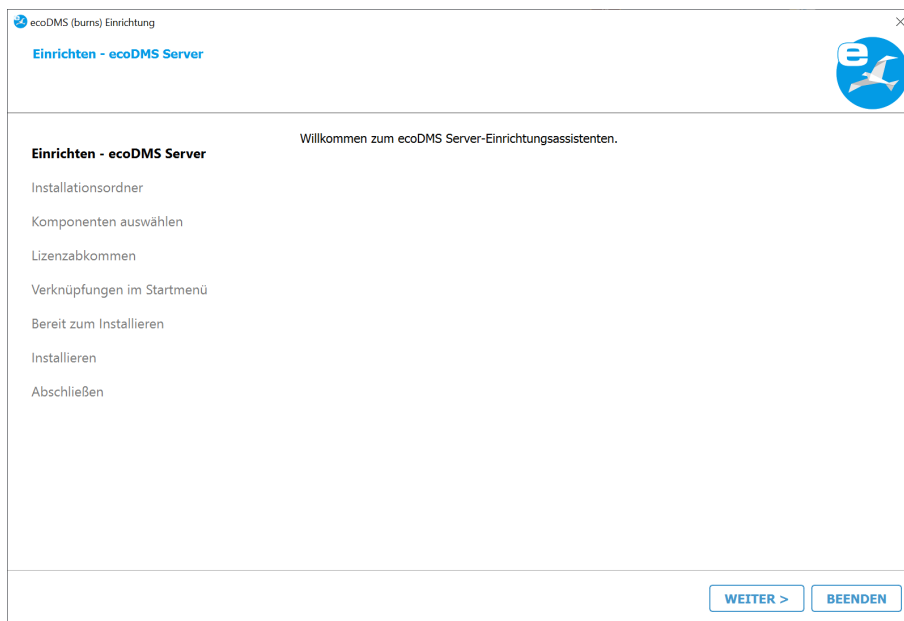 ecoDMS (burns) Einrichtung
Einrichten - ecoDMS Server
e
Willkommen zum ecoDMS Server-Einrichtungsassistenten.
Einrichten - ecoDMS Server
Installationsordner
Komponenten auswählen
Lizenzabkommen
Verknüpfungen im Startmenü
Bereit zum Installieren
Installieren
Abschließen
WEITER > BEENDEN